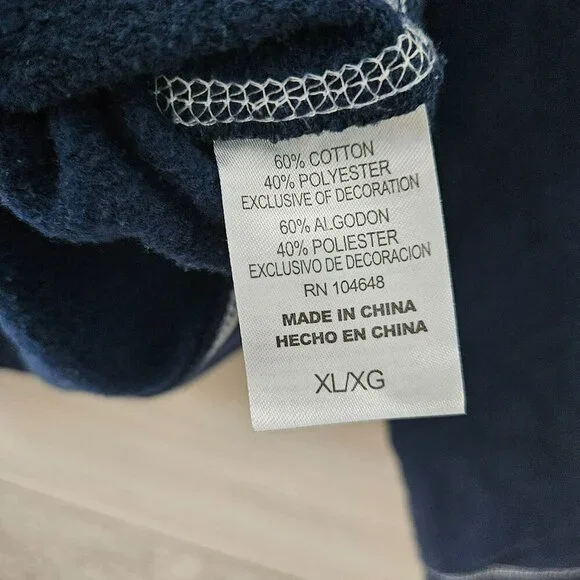 60% COTTON
40% POLYESTER
EXCLUSIVE OF DECORATION
60% ALGODON
40% POLIESTER
EXCLUSIVO DE DECORACION
RN 104648
MADE IN CHINA
HECHO EN CHINA
XL/XG